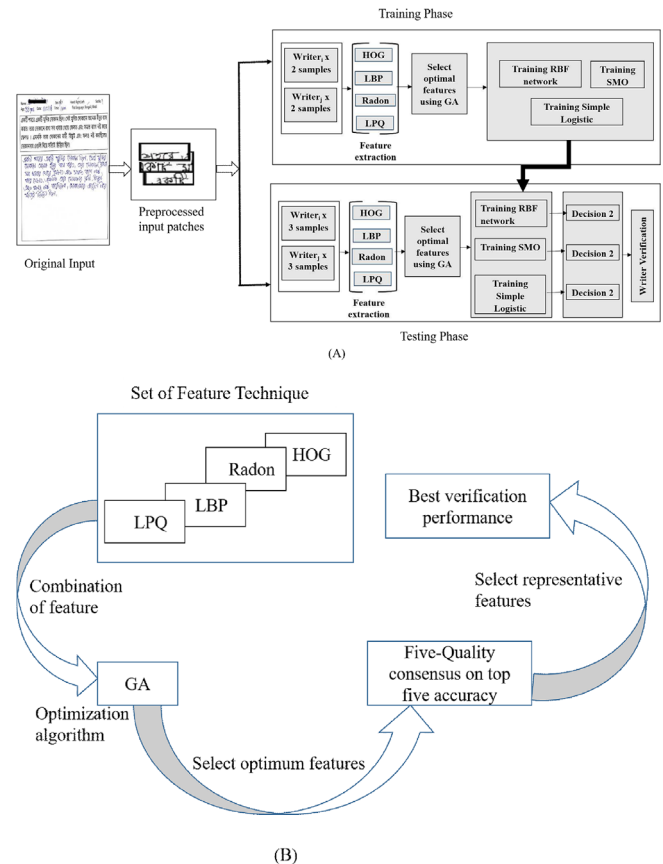 Training Phase
Writer_i x
2 samples
Writer_j x
2 samples
HOG
LBP
Radon
LPQ
Feature
extraction
Select
optimal
features
using GA
Training RBF
network
Training
SMO
Training Simple
Logistic
Original Input
Preprocessed
input patches
Writer_i x
3 samples
Writer_j x
3 samples
HOG
LBP
Radon
LPQ
Feature
extraction
Select
optimal
features
using GA
Training RBF
network
Training SMO
Training
Simple
Logistic
Decision 2
Decision 2
Decision 2
Writer Verification
Testing Phase
(A)
Set of Feature Technique
HOG
Radon
LBP
LPQ
Combination
of feature
GA
Optimization
algorithm
Select optimum features
Five-Quality
consensus on top
five accuracy
Select representative
features
Best verification
performance
(B)